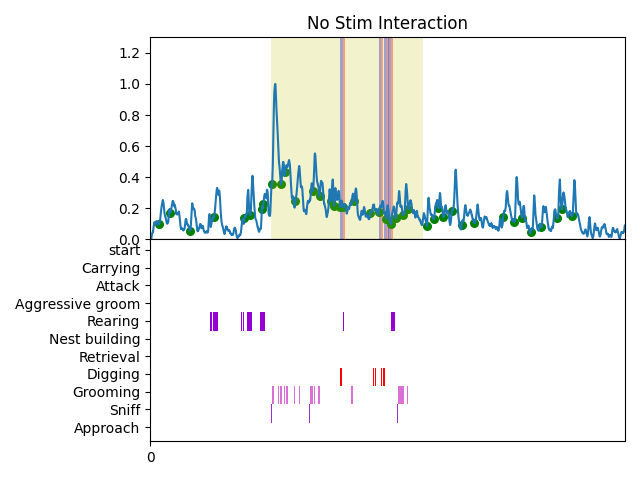 No Stim Interaction
1.2
1.0
0.8
0.6
0.4
0.2
0.0
start
Carrying
Attack
Aggressive groom
Rearing
Nest building
Retrieval
Digging
Grooming
Sniff
Approach
0